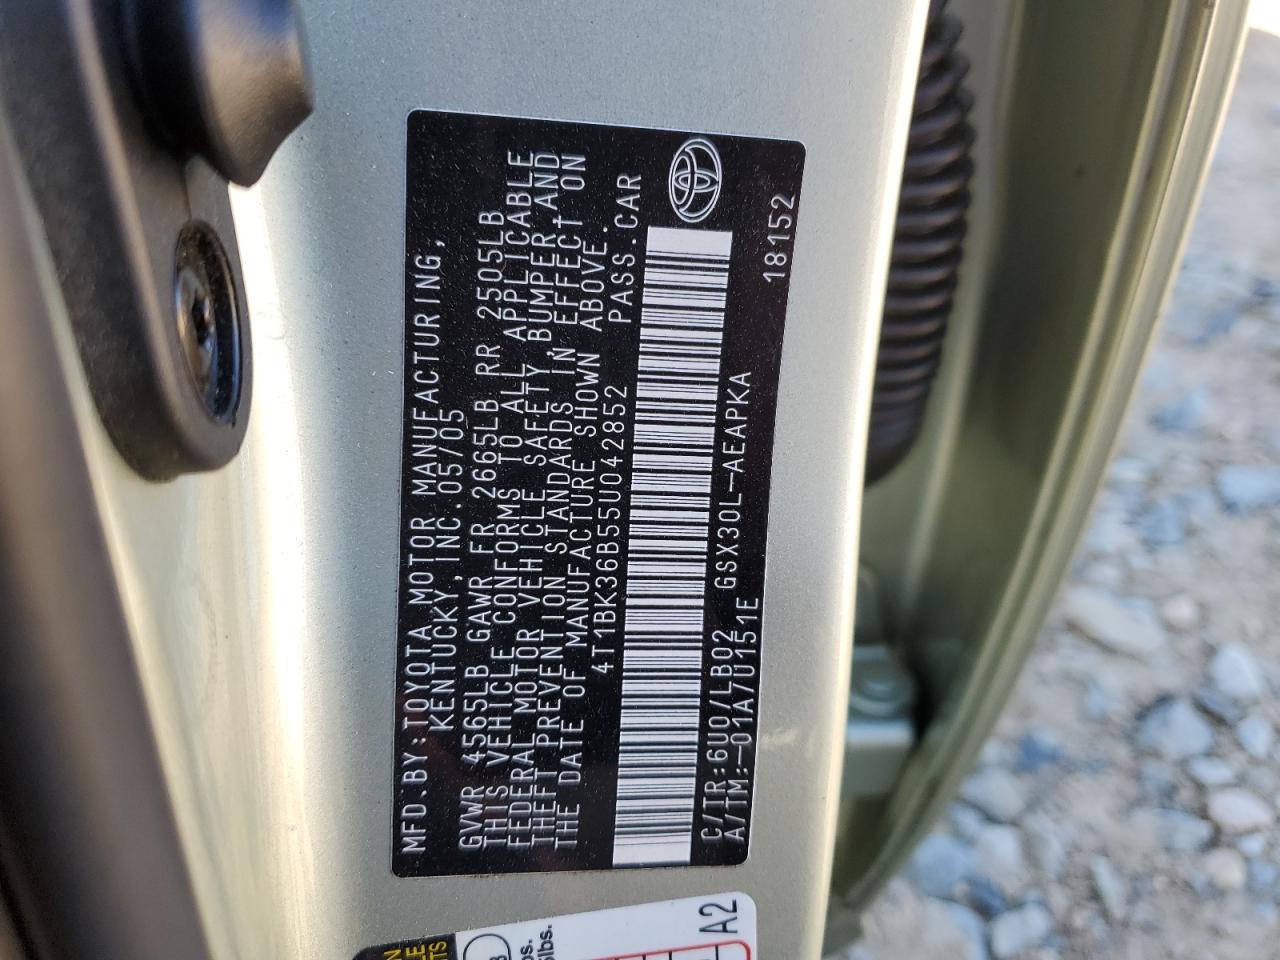 MFD.BY:TOYOTA MOTOR MANUFACTURING,
KENTUCKY, INC. 05/05
GVWR 4565LB GAWR FR 2665LB RR 2505LB
THIS VEHICLE CONFORMS TO ALL APPLICABLE
FEDERAL MOTOR VEHICLE SAFETY, BUMPER, AND
THEFT PREVENTION STANDARDS IN EFFECT ON
THE DATE OF MANUFACTURE SHOWN ABOVE.
4T1BK36B55U042852 PASS.CAR
C/TR:6U0/LB02 GSX30L-AEAPKA 18152
A/TM:-01A/U151E
A2
lbs.